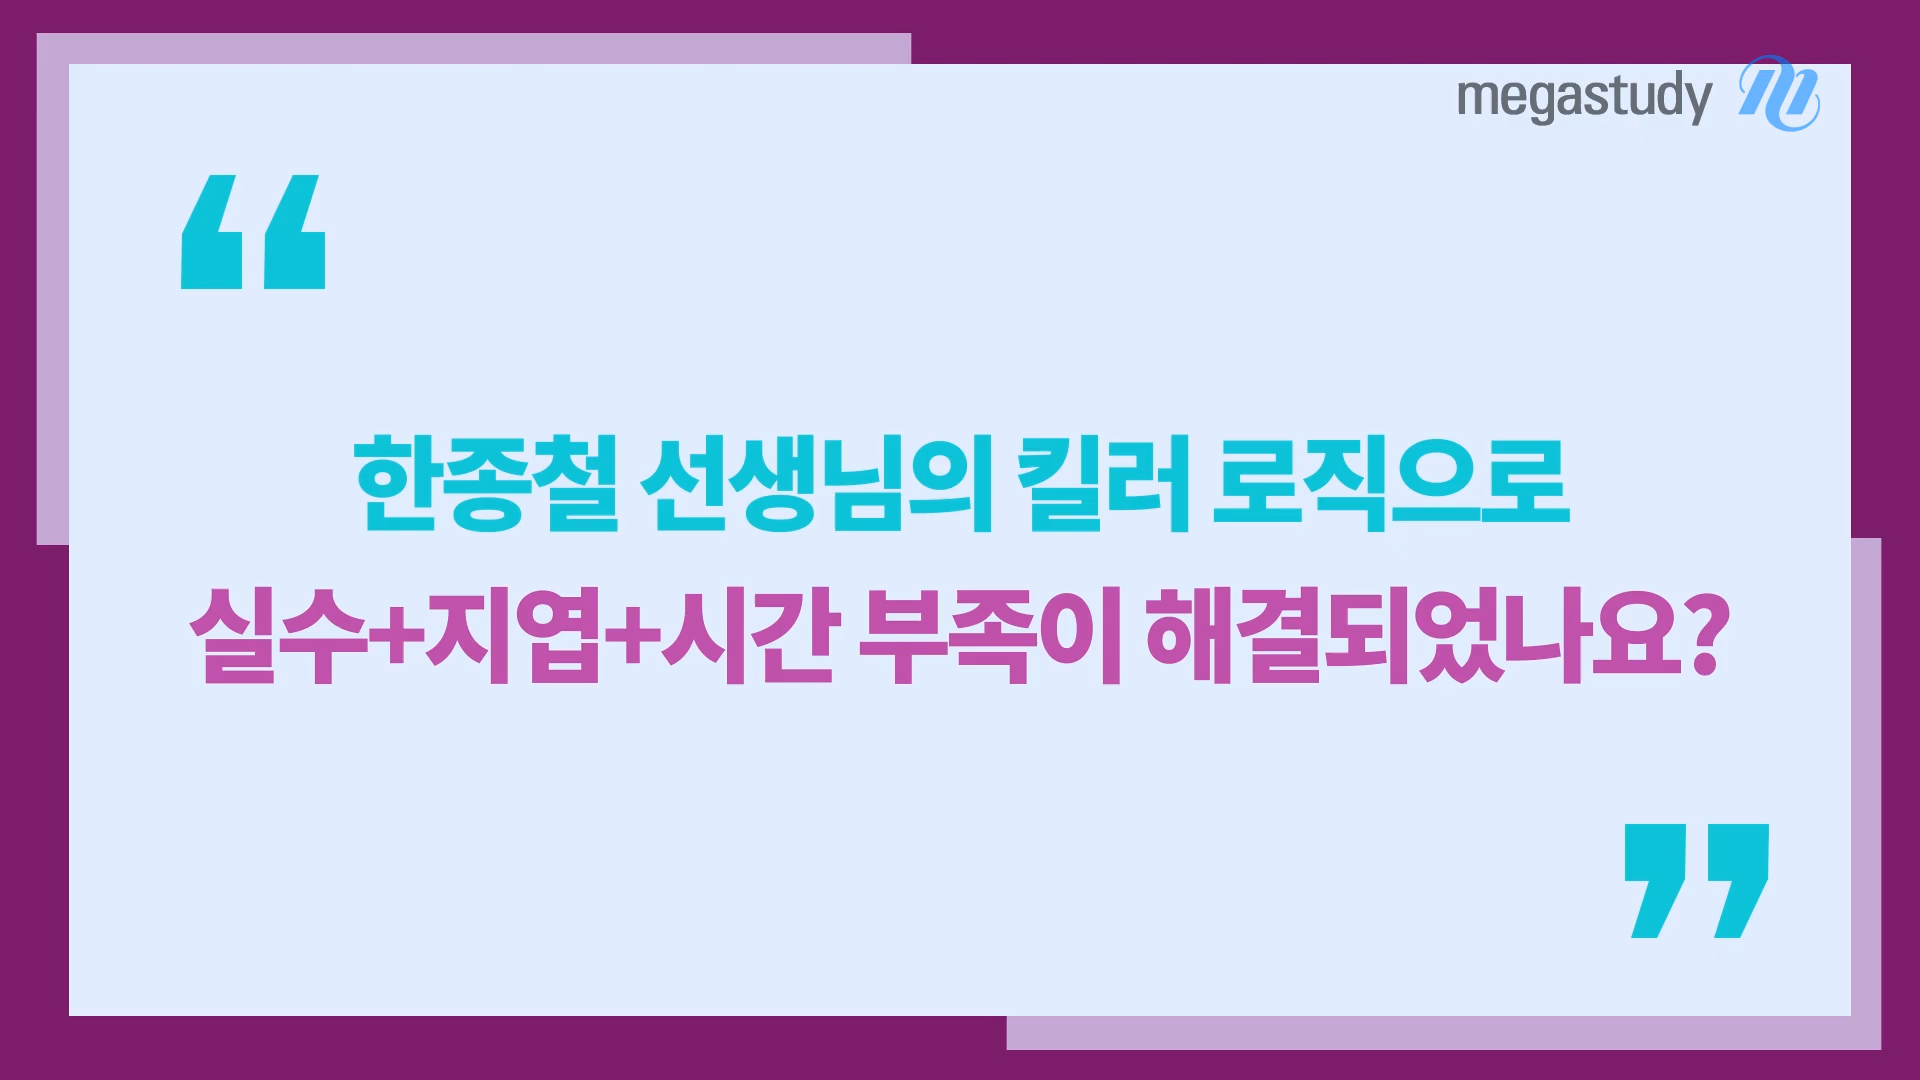 megastudy
“
한종철 선생님의 킬러 로직으로
실수+지엽+시간 부족이 해결되었나요?
”